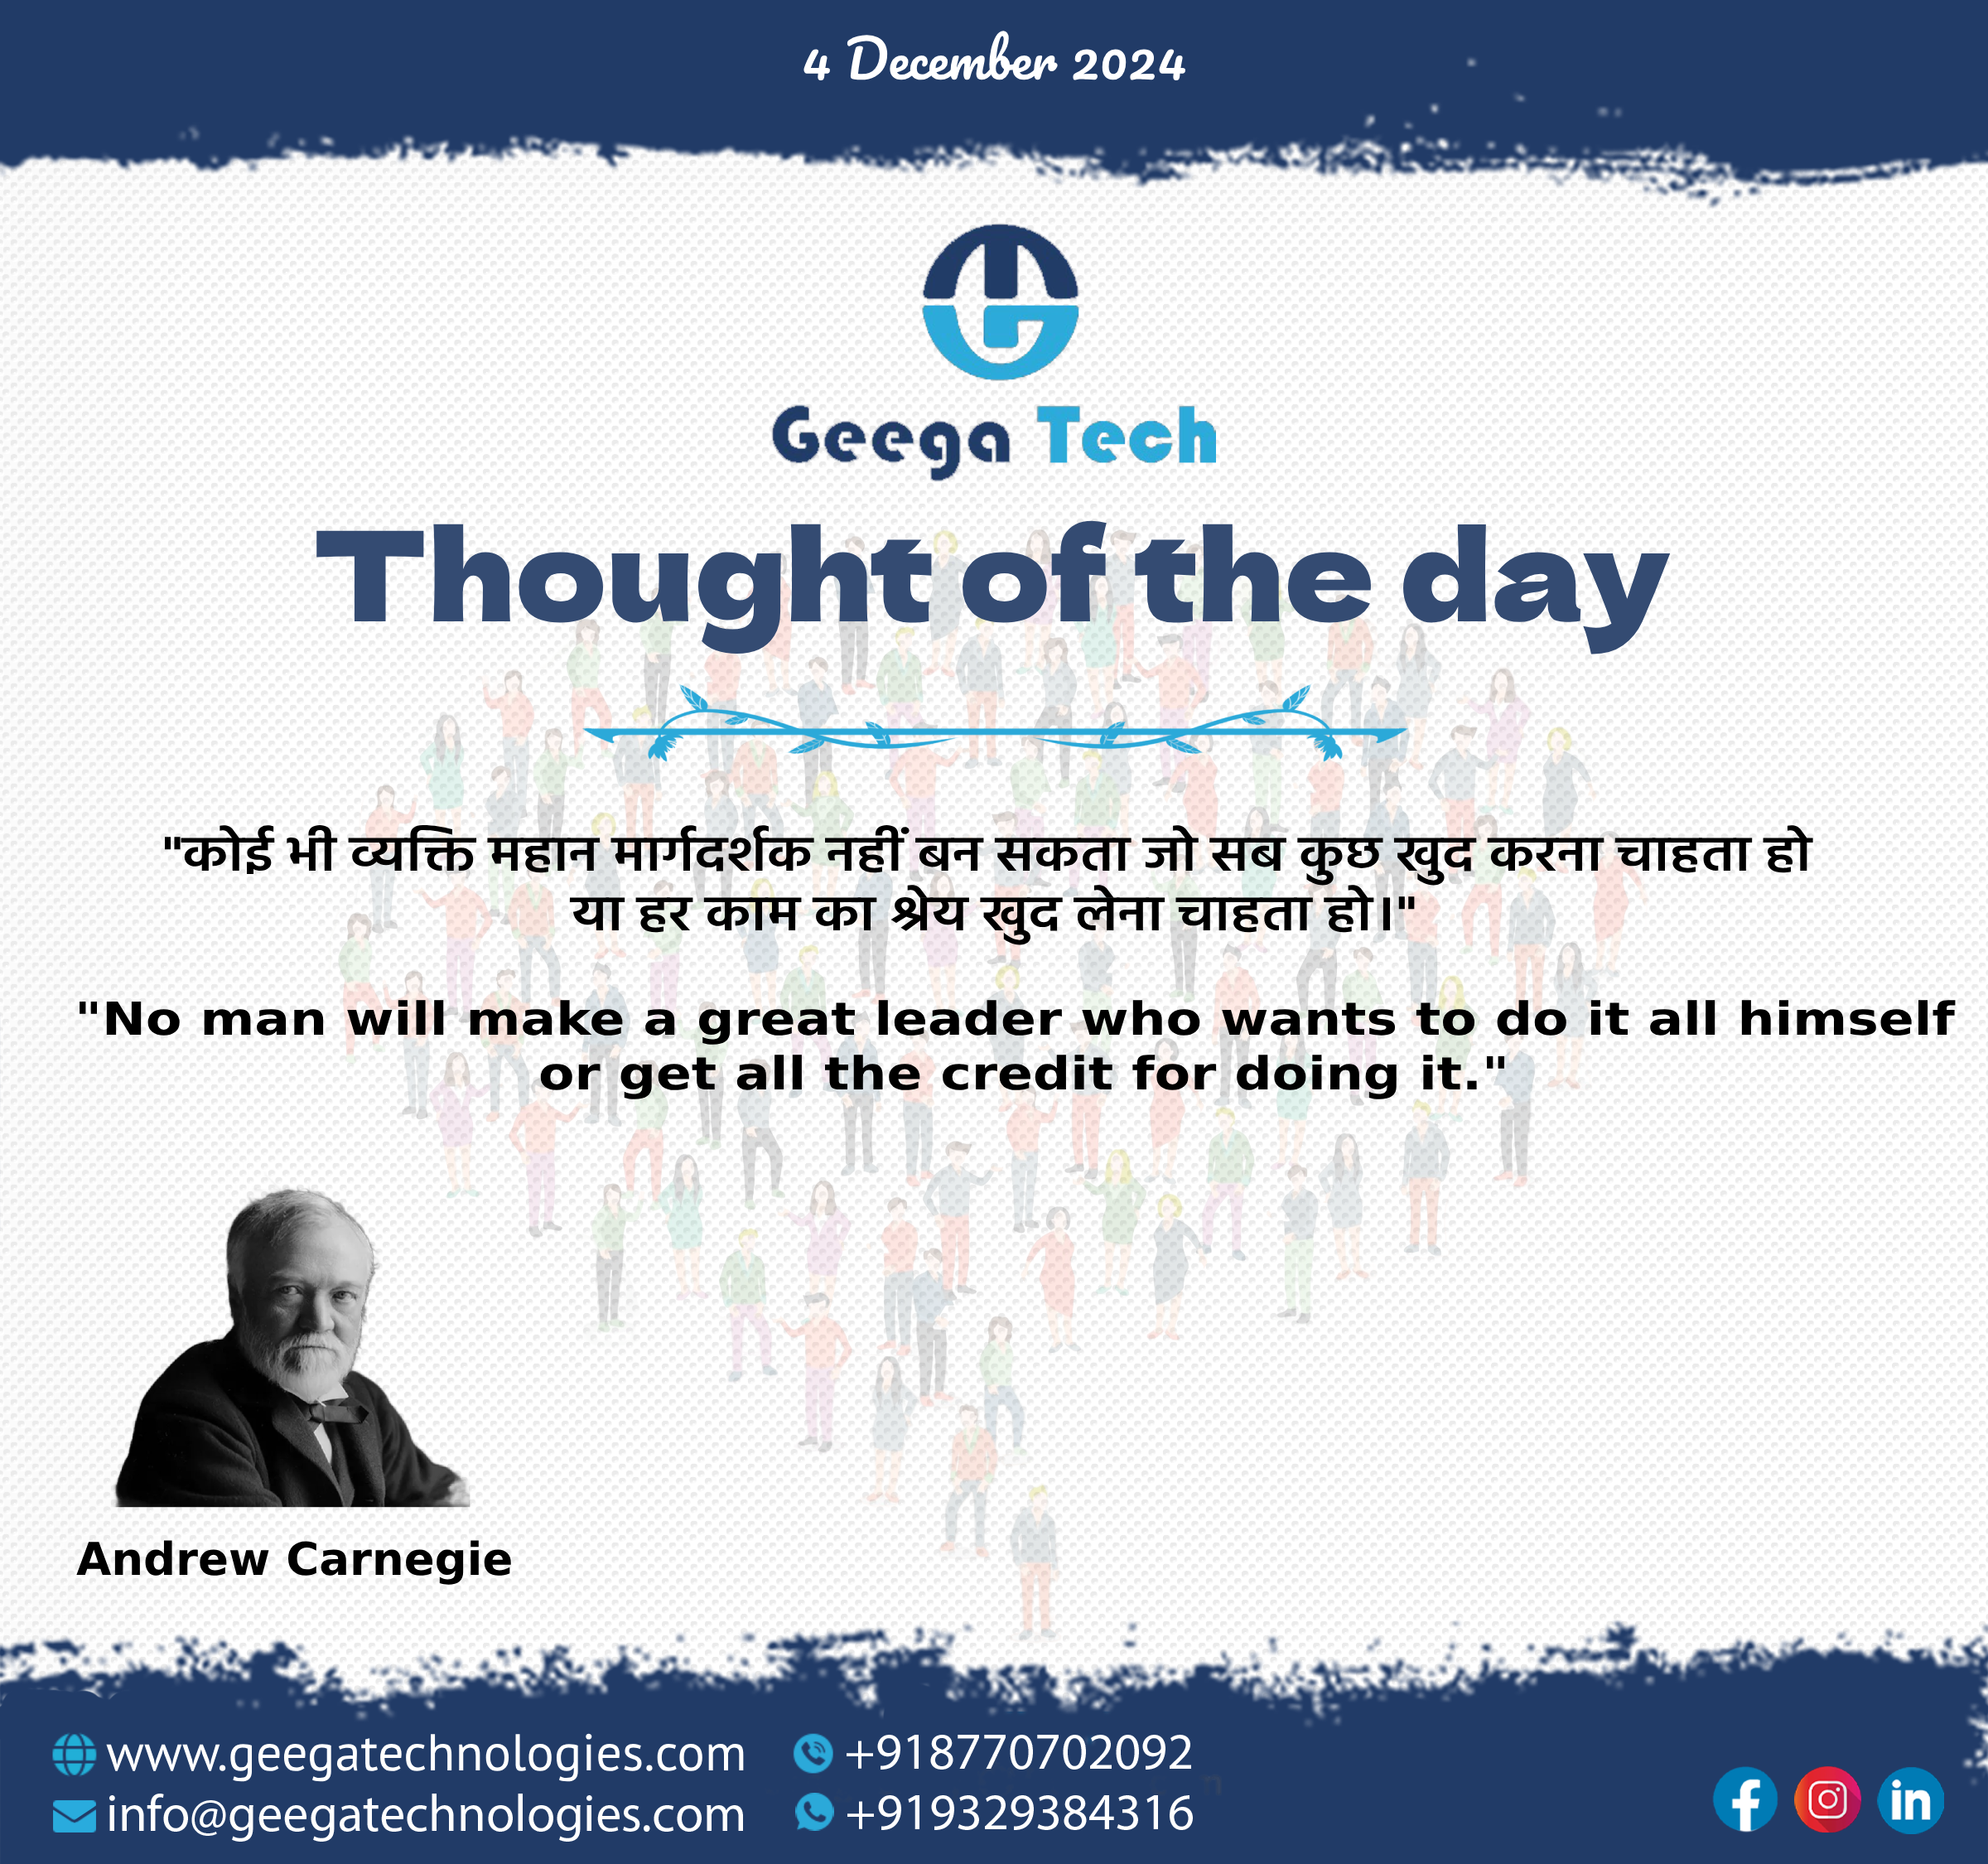 4 December 2024
Geega Tech
Thought of the day
"कोई भी व्यक्ति महान मार्गदर्शक नहीं बन सकता जो सब कुछ खुद करना चाहता हो
या हर काम का श्रेय खुद लेना चाहता हो।"
"No man will make a great leader who wants to do it all himself
or get all the credit for doing it."
Andrew Carnegie
www.geegatechnologies.com
+918770702092
info@geegatechnologies.com
+919329384316